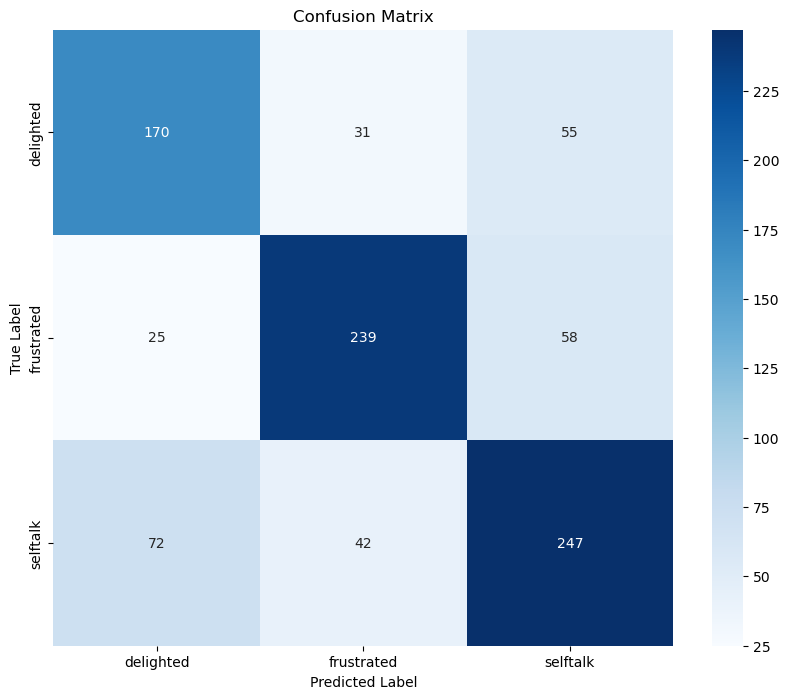 Confusion Matrix
True Label
delighted
170 31 55
frustrated
25 239 58
selftalk
72 42 247
delighted frustrated selftalk
Predicted Label
225
200
175
150
125
100
75
50
25